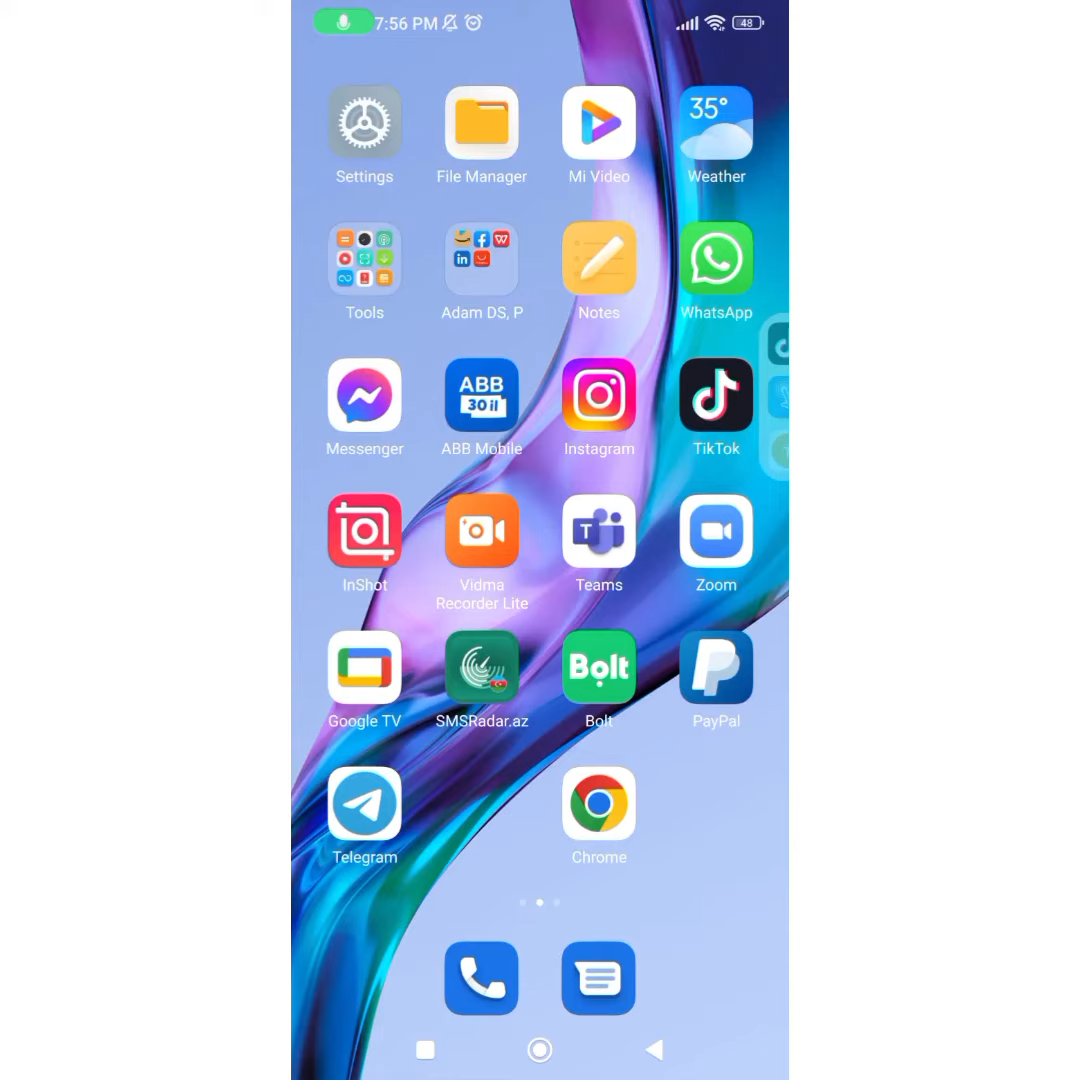 7:56 PM
48
35°
Settings
File Manager
Mi Video
Weather
Tools
Adam DS, P
Notes
WhatsApp
ABB
30 il
Messenger
ABB Mobile
Instagram
TikTok
T
InShot
Vidma
Recorder Lite
Teams
Zoom
Bolt
Google TV
SMSRadar.az
Bolt
PayPal
Telegram
Chrome